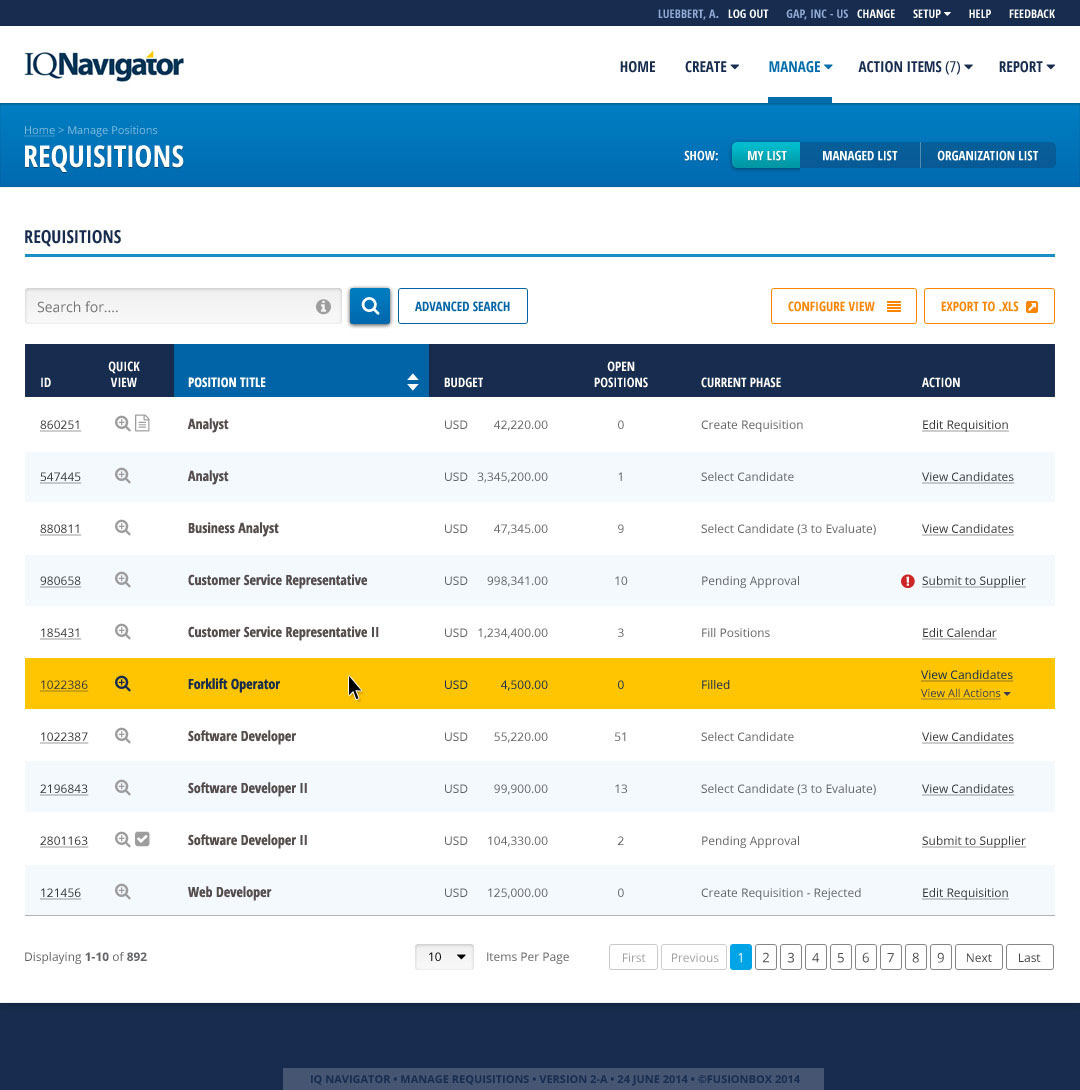 LUEBBERT, A. LOG OUT GAP, INC - US CHANGE SETUP HELP FEEDBACK
IQNavigator
HOME CREATE MANAGE ACTION ITEMS (7) REPORT
Home > Manage Positions
REQUISITIONS
SHOW: MY LIST MANAGED LIST ORGANIZATION LIST
REQUISITIONS
Search for.... ADVANCED SEARCH CONFIGURE VIEW EXPORT TO .XLS
ID QUICK VIEW POSITION TITLE BUDGET OPEN POSITIONS CURRENT PHASE ACTION
860251 Analyst USD 42,220.00 0 Create Requisition Edit Requisition
547445 Analyst USD 3,345,200.00 1 Select Candidate View Candidates
880811 Business Analyst USD 47,345.00 9 Select Candidate (3 to Evaluate) View Candidates
980658 Customer Service Representative USD 998,341.00 10 Pending Approval Submit to Supplier
185431 Customer Service Representative II USD 1,234,400.00 3 Fill Positions Edit Calendar
1022386 Forklift Operator USD 4,500.00 0 Filled View Candidates
View All Actions
1022387 Software Developer USD 55,220.00 51 Select Candidate View Candidates
2196843 Software Developer II USD 99,900.00 13 Select Candidate (3 to Evaluate) View Candidates
2801163 Software Developer II USD 104,330.00 2 Pending Approval Submit to Supplier
121456 Web Developer USD 125,000.00 0 Create Requisition - Rejected Edit Requisition
Displaying 1-10 of 892 10 Items Per Page First Previous 1 2 3 4 5 6 7 8 9 Next Last
IQ NAVIGATOR • MANAGE REQUISITIONS • VERSION 2-A • 24 JUNE 2014 • ©FUSIONBOX 2014